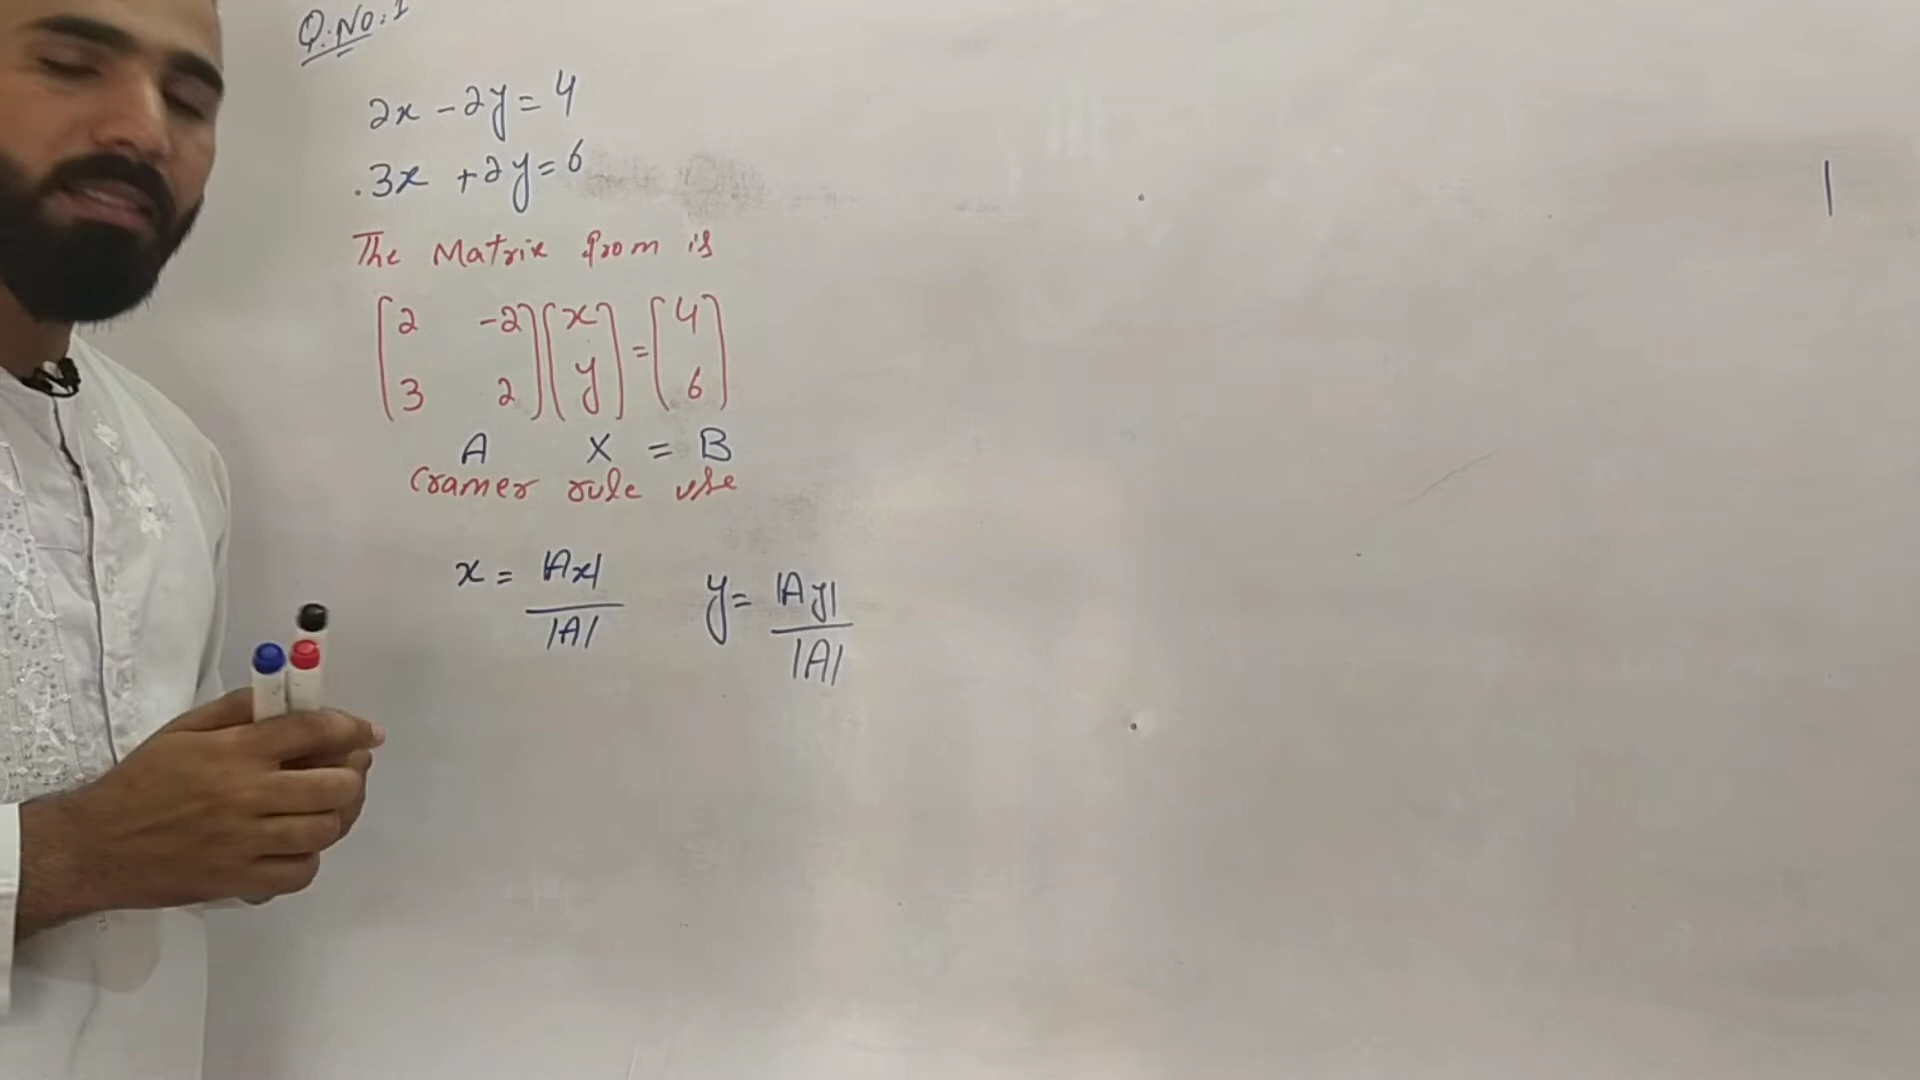 Q.No:1
2x - 2y = 4
.3x + 2y = 6
The Matrix from is
[2 -2] [x] = [4]
[3 2] [y] [6]
A X = B
Cramer rule use
x = |Ax| / |A| y = |Ay| / |A|